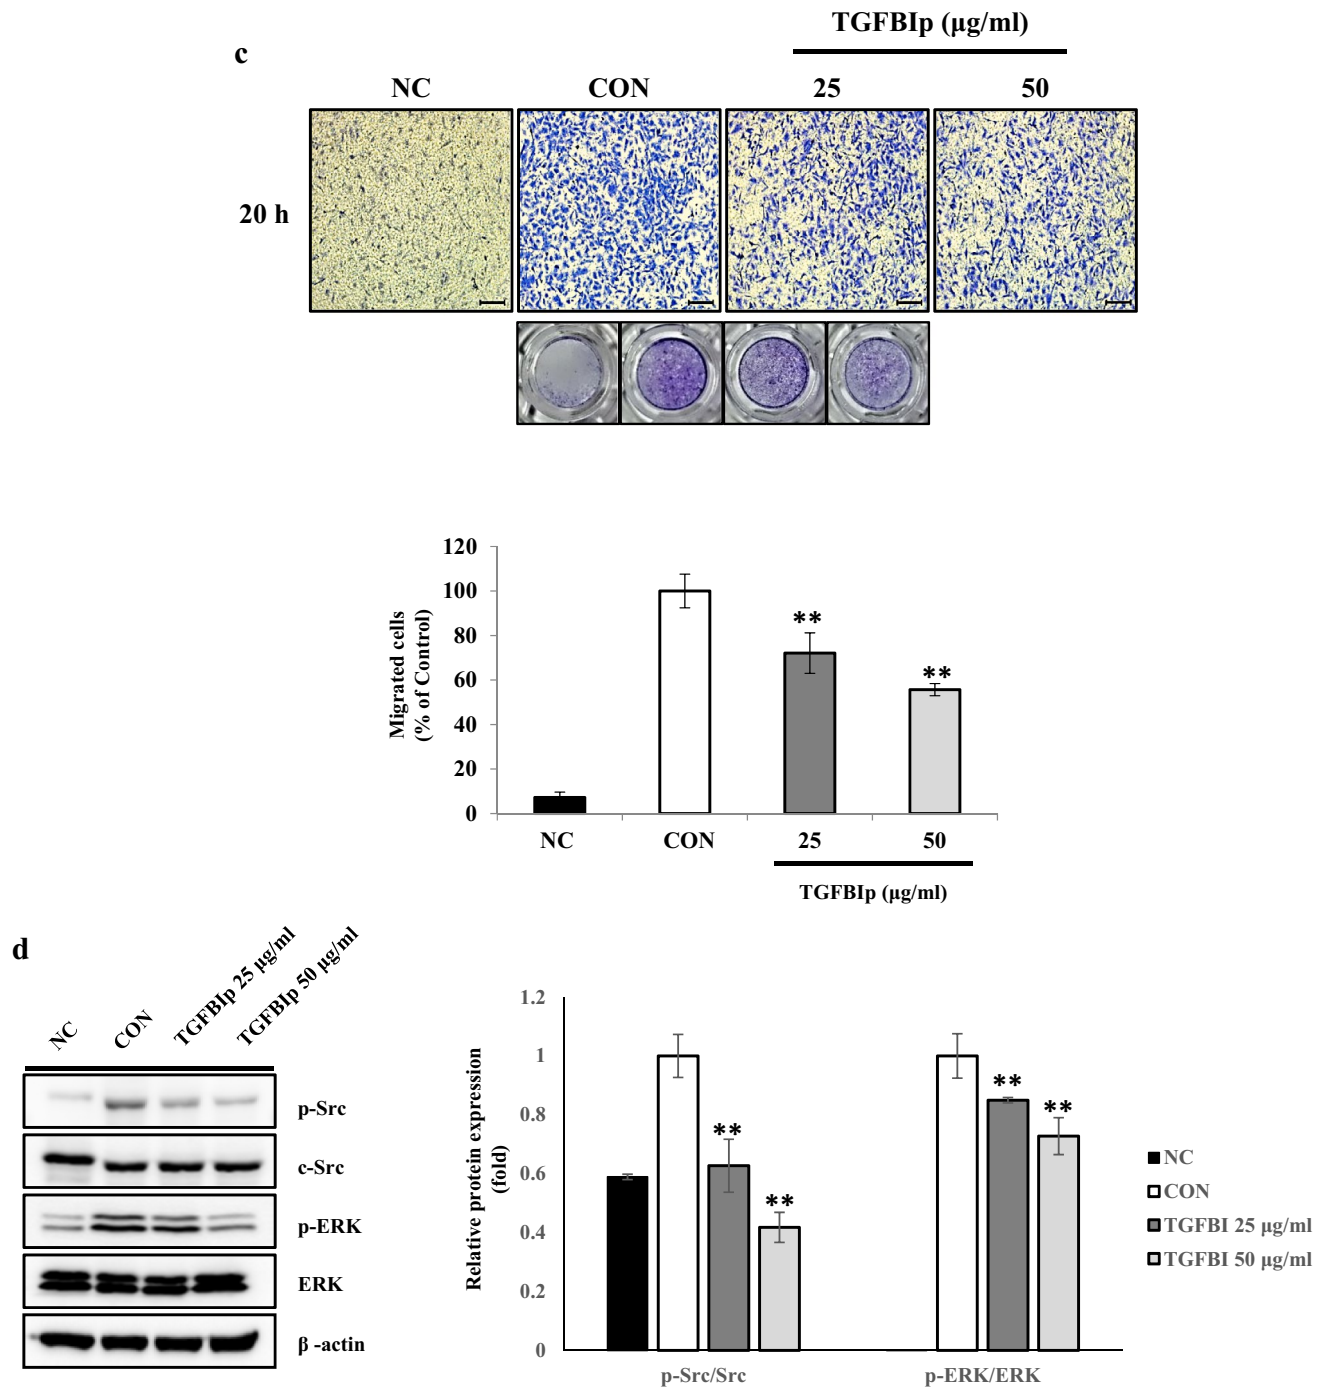 c
TGFBIp (μg/ml)
NC CON 25 50
20 h
120
100
80
60
40
20
0
Migrated cells
(% of Control)
**
**
NC CON 25 50
TGFBIp (μg/ml)
d
NC CON TGFBIp 25 μg/ml TGFBIp 50 μg/ml
p-Src
c-Src
p-ERK
ERK
β -actin
1.2
1
0.8
0.6
0.4
0.2
0
Relative protein expression
(fold)
**
**
**
**
p-Src/Src p-ERK/ERK
NC
CON
TGFBI 25 μg/ml
TGFBI 50 μg/ml